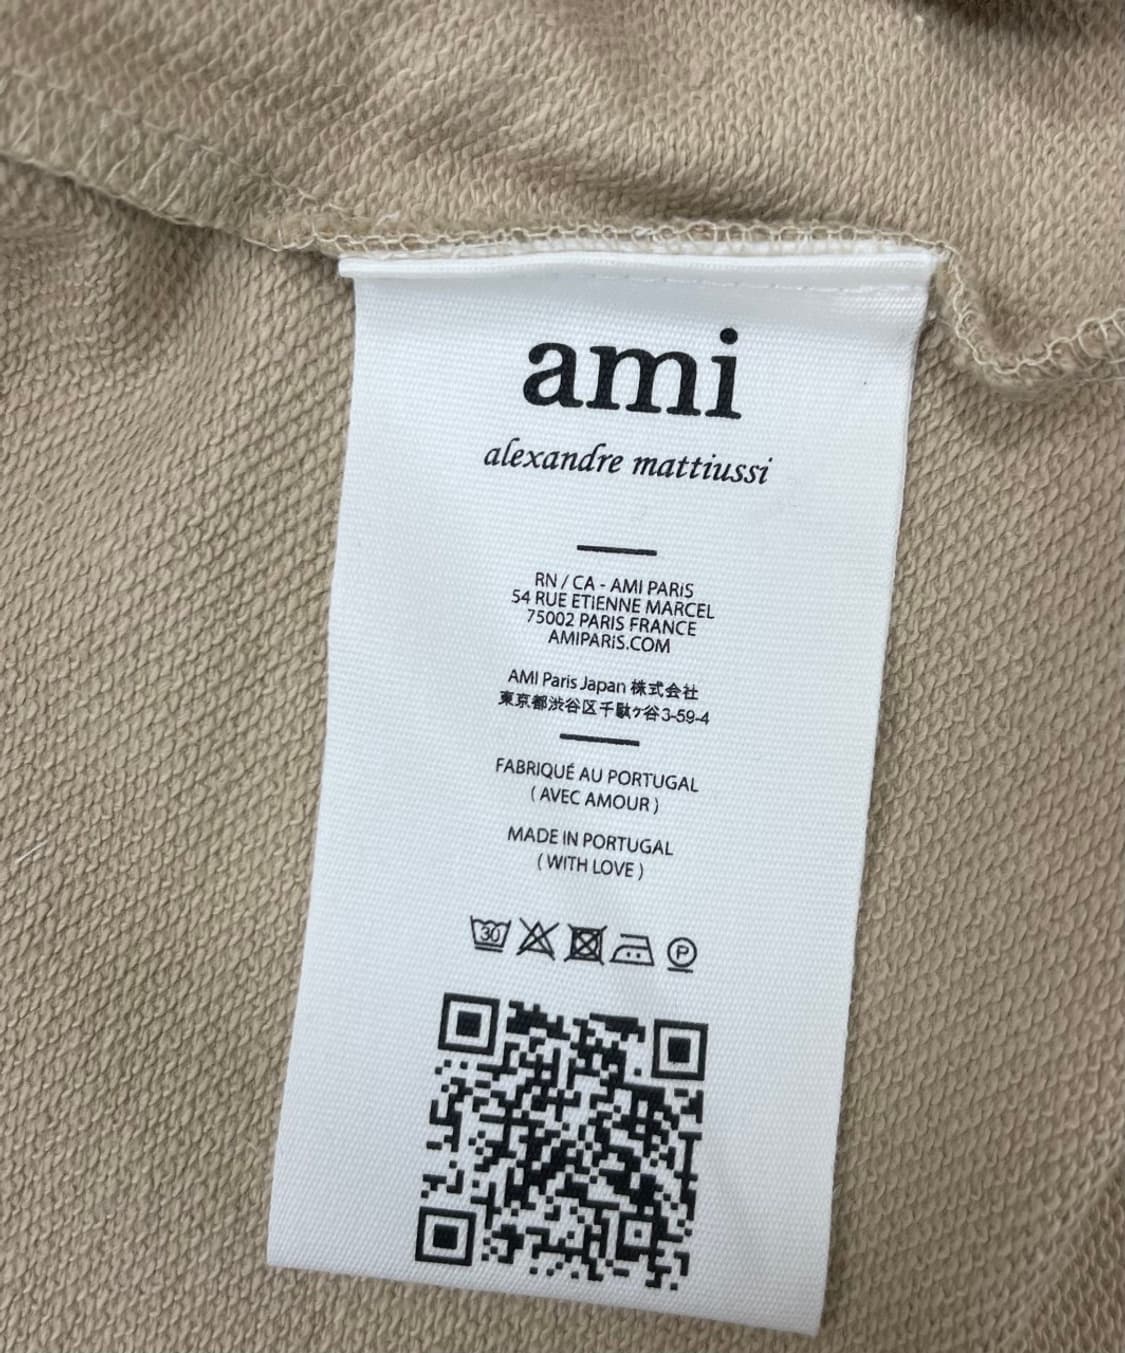 ami
alexandre mattiussi
RN / CA - AMI PARiS
54 RUE ETIENNE MARCEL
75002 PARIS FRANCE
AMIPARiS.COM
AMI Paris Japan 株式会社
東京都渋谷区千駄ヶ谷3-59-4
FABRIQUÉ AU PORTUGAL
( AVEC AMOUR )
MADE IN PORTUGAL
( WITH LOVE )
30 P